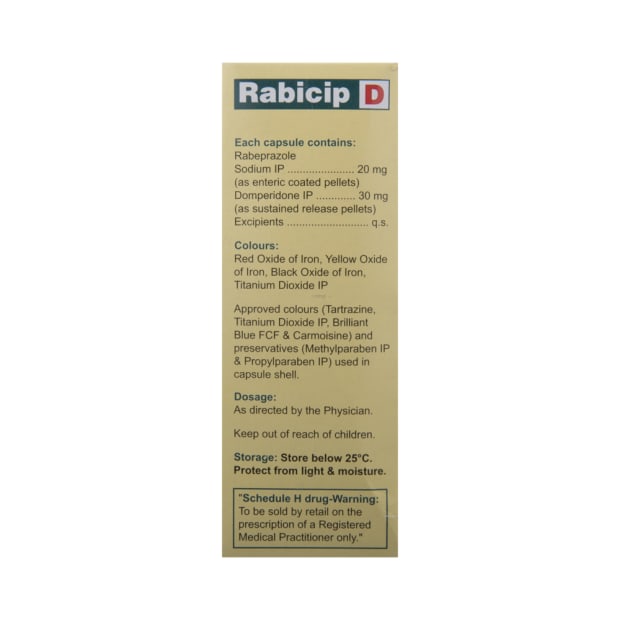 Rabicip D
Each capsule contains:
Rabeprazole
Sodium IP ...................... 20 mg
(as enteric coated pellets)
Domperidone IP ............. 30 mg
(as sustained release pellets)
Excipients ........................... q.s.
Colours:
Red Oxide of Iron, Yellow Oxide
of Iron, Black Oxide of Iron,
Titanium Dioxide IP
Approved colours (Tartrazine,
Titanium Dioxide IP, Brilliant
Blue FCF & Carmoisine) and
preservatives (Methylparaben IP
& Propylparaben IP) used in
capsule shell.
Dosage:
As directed by the Physician.
Keep out of reach of children.
Storage: Store below 25°C.
Protect from light & moisture.
"Schedule H drug-Warning:
To be sold by retail on the
prescription of a Registered
Medical Practitioner only."